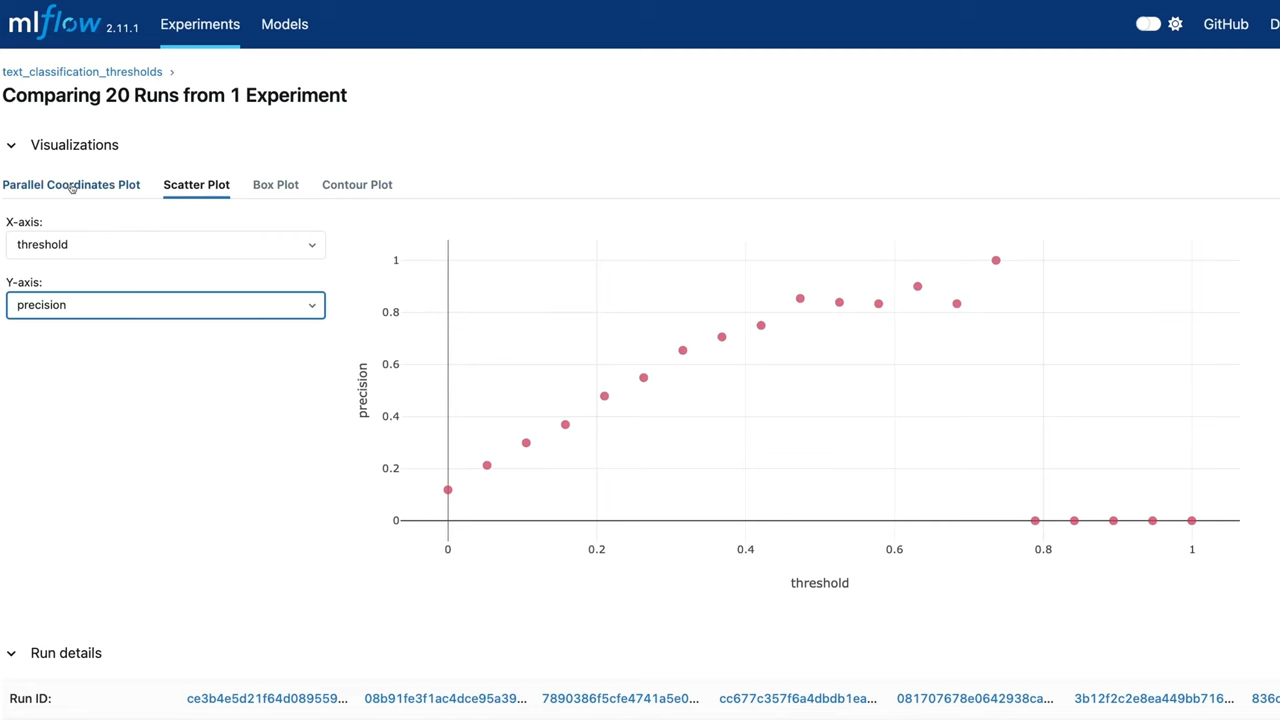 mlflow 2.11.1 Experiments Models GitHub D
text_classification_thresholds ›
Comparing 20 Runs from 1 Experiment
Visualizations
Parallel Coordinates Plot Scatter Plot Box Plot Contour Plot
X-axis:
threshold
Y-axis:
precision
1
0.8
0.6
0.4
0.2
0
precision
0 0.2 0.4 0.6 0.8 1
threshold
Run details
Run ID: ce3b4e5d21f64d089559... 08b91fe3f1ac4dce95a39... 7890386f5cfe4741a5e0... cc677c357f6a4dbdb1ea... 081707678e0642938ca... 3b12f2c2e8ea449bb716... 836c